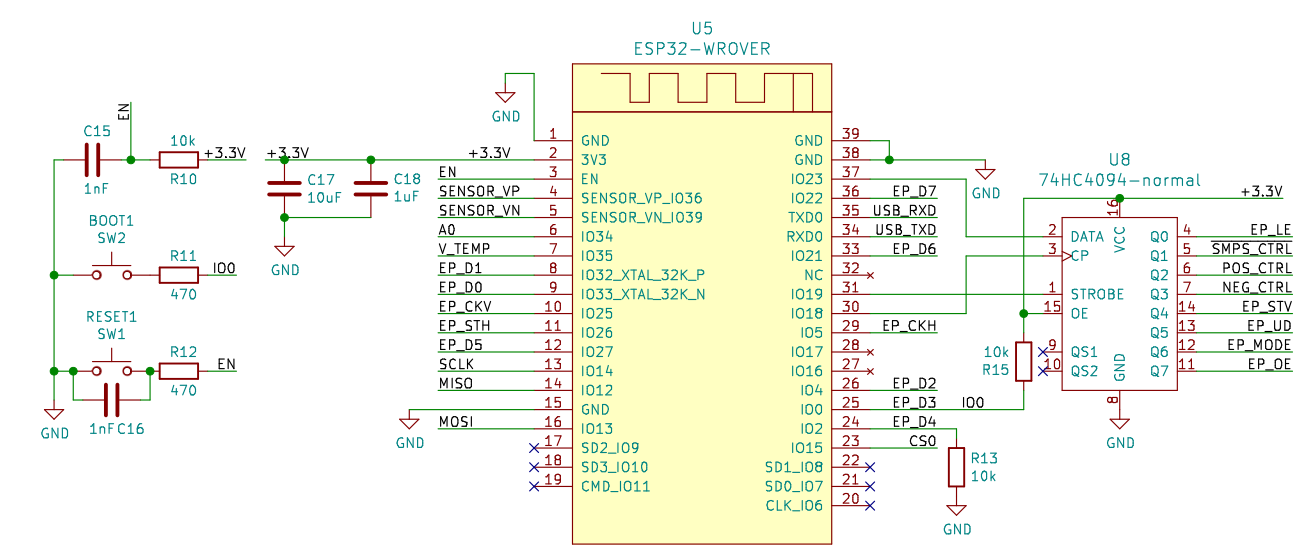 U5
ESP32-WROVER
EN
C15
1nF
10k
R10
+3.3V
BOOT1
SW2
R11
470
IO0
RESET1
SW1
R12
470
EN
1nF
C16
GND
+3.3V
+3.3V
C17
10uF
C18
1uF
GND
GND
1 GND
2 3V3
EN 3 EN
SENSOR_VP 4 SENSOR_VP_IO36
SENSOR_VN 5 SENSOR_VN_IO39
A0 6 IO34
V_TEMP 7 IO35
EP_D1 8 IO32_XTAL_32K_P
EP_D0 9 IO33_XTAL_32K_N
EP_CKV 10 IO25
EP_STH 11 IO26
EP_D5 12 IO27
SCLK 13 IO14
MISO 14 IO12
15 GND
MOSI 16 IO13
17 SD2_IO9
18 SD3_IO10
19 CMD_IO11
GND
GND 39
GND 38
IO23 37
IO22 36 EP_D7
TXD0 35 USB_RXD
RXD0 34 USB_TXD
IO21 33 EP_D6
NC 32
IO19 31
IO18 30
IO5 29 EP_CKH
IO17 28
IO16 27
IO4 26 EP_D2
IO0 25 EP_D3 IO0
IO2 24 EP_D4
IO15 23 CS0
SD1_IO8 22
SD0_IO7 21
CLK_IO6 20
GND
R13
10k
GND
10k
R15
U8
74HC4094-normal
+3.3V
16
VCC
2 DATA
3 CP
1 STROBE
15 OE
9 QS1
10 QS2
GND
8
GND
Q0 4 EP_LE
Q1 5 SMPS_CTRL
Q2 6 POS_CTRL
Q3 7 NEG_CTRL
Q4 14 EP_STV
Q5 13 EP_UD
Q6 12 EP_MODE
Q7 11 EP_OE